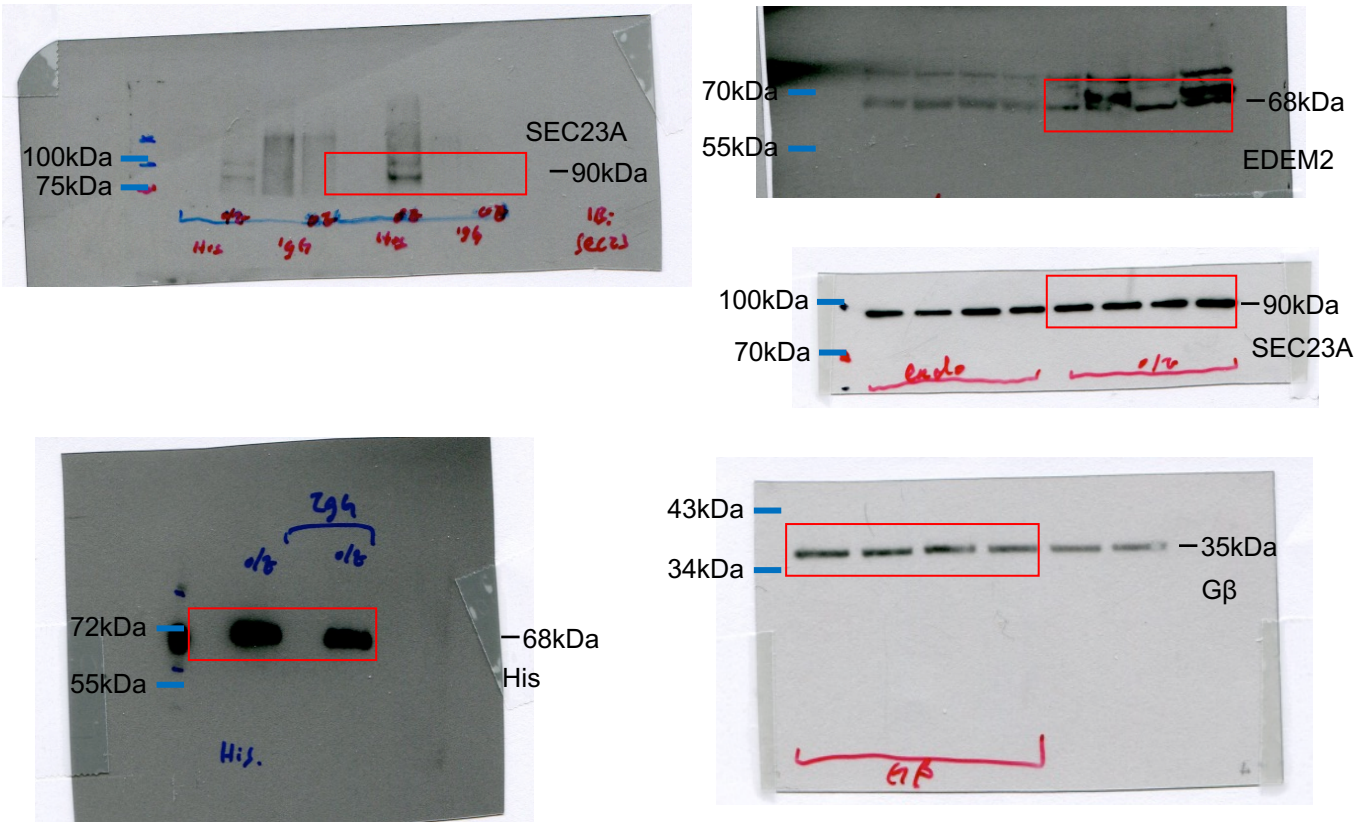 SEC23A
100kDa
75kDa
90kDa
o/e o/e o/e o/e
His IgG His IgG
IB:
Sec23
70kDa
68kDa
55kDa
EDEM2
100kDa
90kDa
70kDa
SEC23A
endo o/e
IgG
o/e o/e
72kDa
68kDa
55kDa
His
His.
43kDa
35kDa
34kDa
Gβ
Gβ